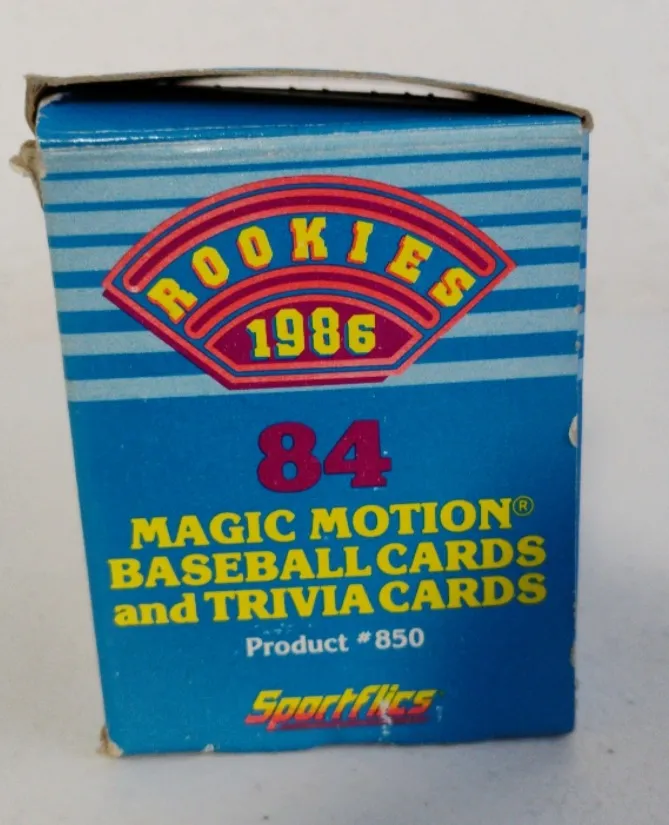 ROOKIES
1986
84
MAGIC MOTION®
BASEBALL CARDS
and TRIVIA CARDS
Product #850
Sportflics